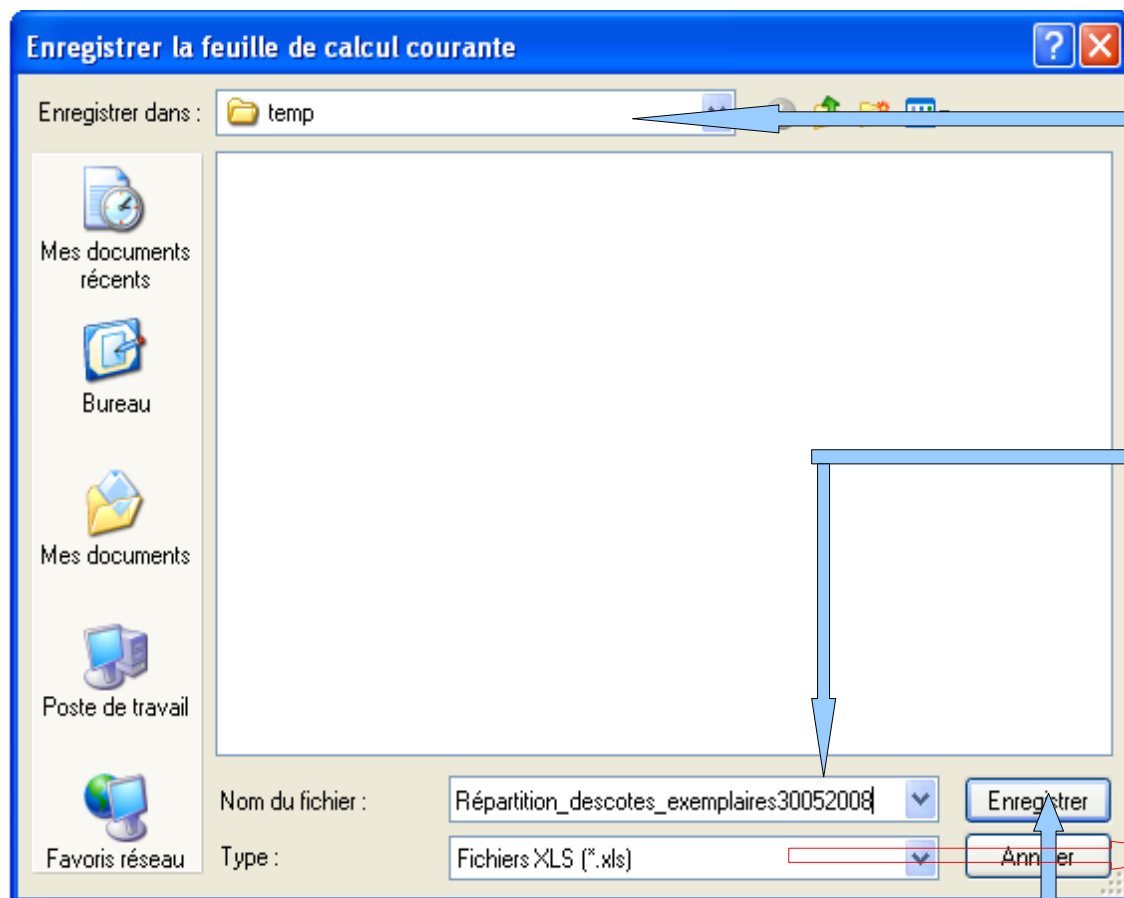 Enregistrer la feuille de calcul courante
Enregistrer dans :
temp
Mes documents
récents
Bureau
Mes documents
Poste de travail
Favoris réseau
Nom du fichier :
Répartition_descotes_exemplaires30052008
Enregistrer
Type :
Fichiers XLS (*.xls)
Annuler